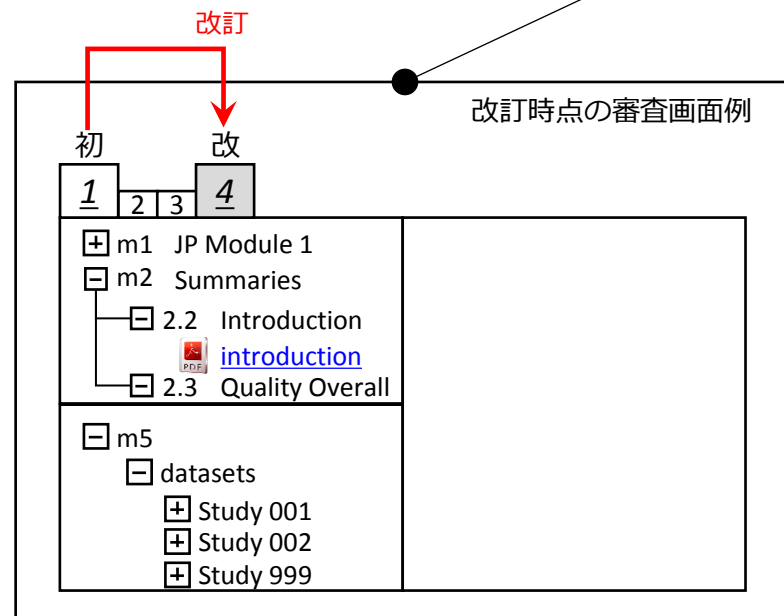 改訂
改訂時点の審査画面例
初 改
1 2 3 4
m1 JP Module 1
m2 Summaries
2.2 Introduction
PDF introduction
2.3 Quality Overall
m5
datasets
Study 001
Study 002
Study 999